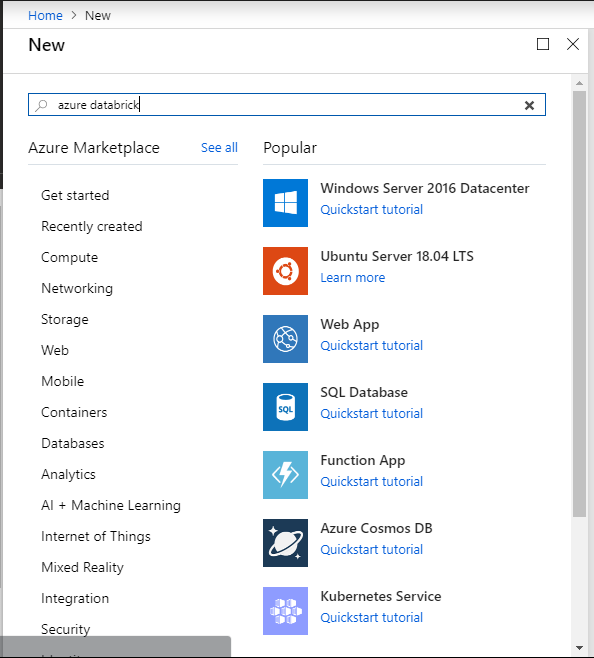 Home > New
New
azure databrick
Azure Marketplace
See all
Get started
Recently created
Compute
Networking
Storage
Web
Mobile
Containers
Databases
Analytics
AI + Machine Learning
Internet of Things
Mixed Reality
Integration
Security
Popular
Windows Server 2016 Datacenter
Quickstart tutorial
Ubuntu Server 18.04 LTS
Learn more
Web App
Quickstart tutorial
SQL Database
SQL
Quickstart tutorial
Function App
Quickstart tutorial
Azure Cosmos DB
Quickstart tutorial
Kubernetes Service
Quickstart tutorial